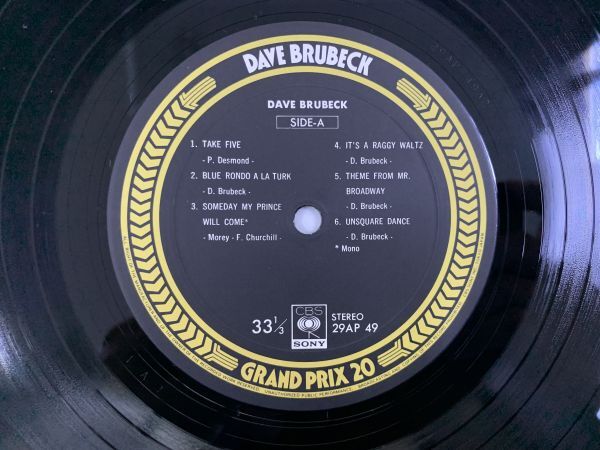 DAVE BRUBECK
DAVE BRUBECK
SIDE-A
1. TAKE FIVE
- P. Desmond -
2. BLUE RONDO A LA TURK
- D. Brubeck -
3. SOMEDAY MY PRINCE
WILL COME*
- Morey - F. Churchill -
4. IT'S A RAGGY WALTZ
- D. Brubeck -
5. THEME FROM MR.
BROADWAY
- D. Brubeck -
6. UNSQUARE DANCE
- D. Brubeck -
* Mono
33 1/3
CBS
SONY
STEREO
29AP 49
GRAND PRIX 20